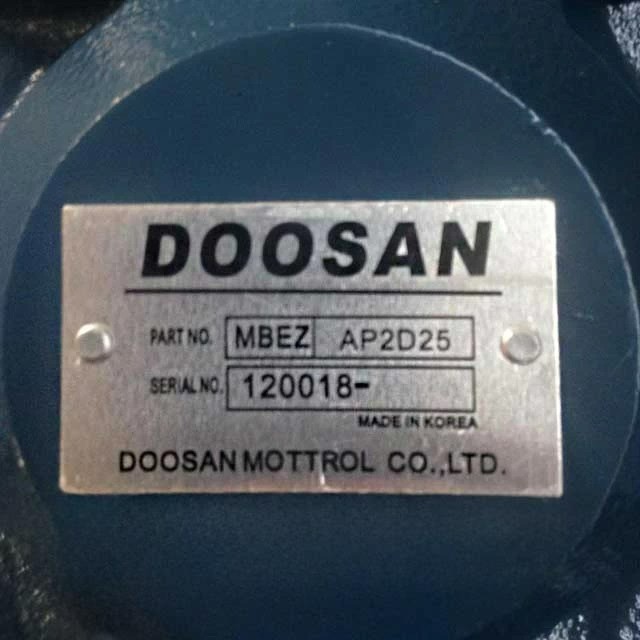 DOOSAN
PART NO. MBEZ AP2D25
SERIAL NO. 120018-
MADE IN KOREA
DOOSAN MOTTROL CO.,LTD.